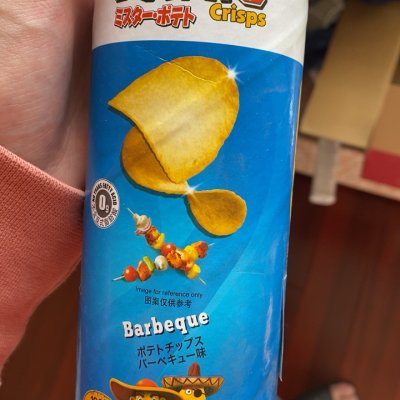 ミスター・ポテト Crisps
0g
Image for reference only
图案仅供参考
Barbeque
ポテトチップス
バーベキュー味